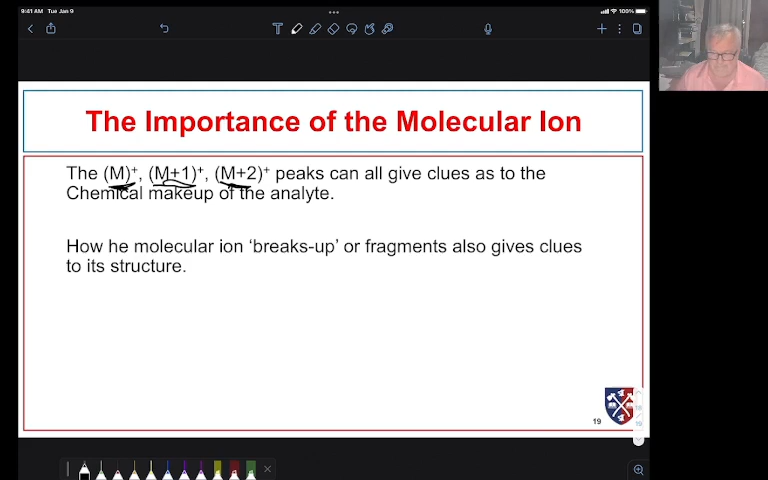 9:41 AM Tue Jan 9
100%
The Importance of the Molecular Ion
The (M)⁺, (M+1)⁺, (M+2)⁺ peaks can all give clues as to the
Chemical makeup of the analyte.
How he molecular ion ‘breaks-up’ or fragments also gives clues
to its structure.
19